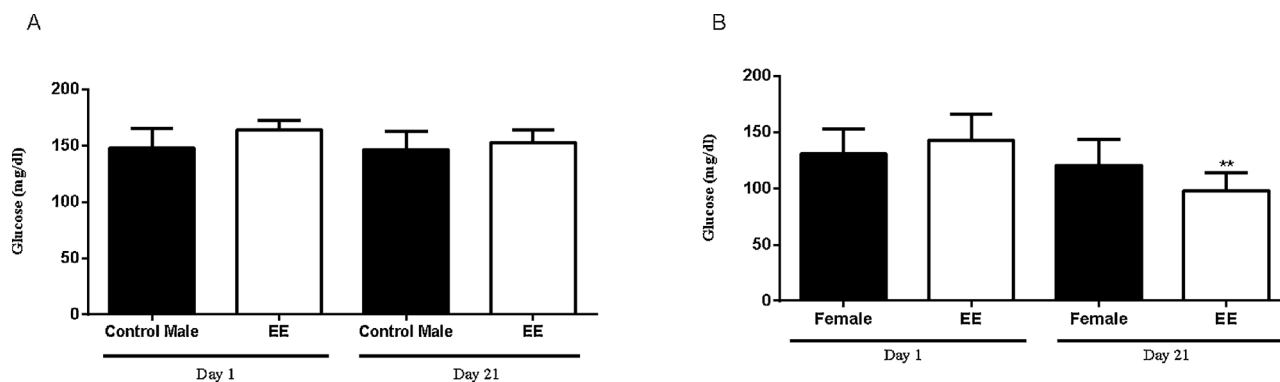 A
Glucose (mg/dl)
200
150
100
50
0
Control Male EE Control Male EE
Day 1 Day 21
B
Glucose (mg/dl)
200
150
100
50
0
**
Female EE Female EE
Day 1 Day 21